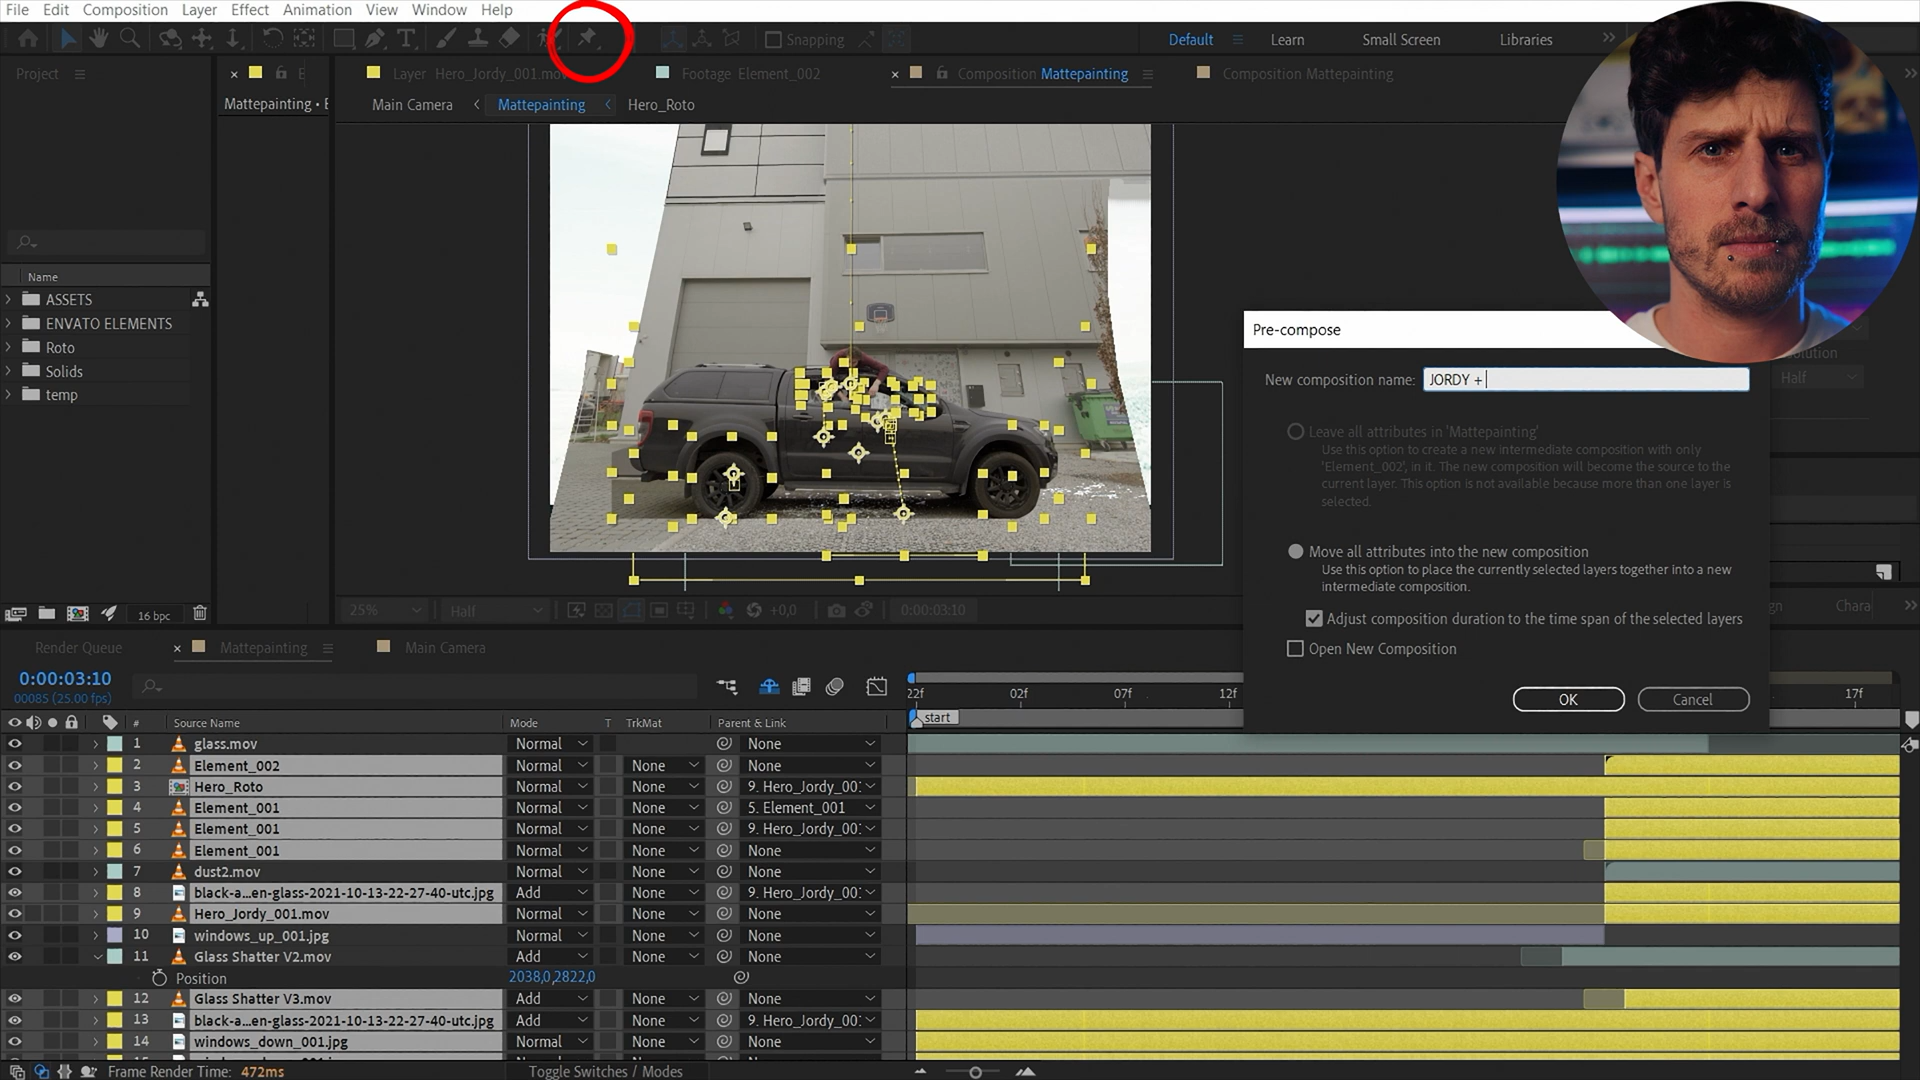 File Edit Composition Layer Effect Animation View Window Help
Snapping
Default Learn Small Screen Libraries
Project
Layer Hero_Jordy_001.mov
Footage Element_002
Composition Mattepainting
Composition Mattepainting
Mattepainting • E
Main Camera Mattepainting Hero_Roto
Name
ASSETS
ENVATO ELEMENTS
Roto
Solids
temp
16 bpc
Pre-compose
New composition name: JORDY +
Leave all attributes in 'Mattepainting'
Use this option to create a new intermediate composition with only
'Element_002', in it. The new composition will become the source to the
current layer. This option is not available because more than one layer is
selected.
Move all attributes into the new composition
Use this option to place the currently selected layers together into a new
intermediate composition.
Adjust composition duration to the time span of the selected layers
Open New Composition
OK Cancel
Half
Chara
25% Half +0,0 0:00:03:10
Render Queue Mattepainting Main Camera
0:00:03:10
00085 (25.00 fps)
22f 02f 07f 12f 17f
start
# Source Name Mode T TrkMat Parent & Link
1 glass.mov Normal None
2 Element_002 Normal None None
3 Hero_Roto Normal None 9. Hero_Jordy_00
4 Element_001 Normal None 5. Element_001
5 Element_001 Normal None 9. Hero_Jordy_00
6 Element_001 Normal None None
7 dust2.mov Normal None None
8 black-a...en-glass-2021-10-13-22-27-40-utc.jpg Add None 9. Hero_Jordy_00
9 Hero_Jordy_001.mov Normal None None
10 windows_up_001.jpg Normal None None
11 Glass Shatter V2.mov Add None None
Position 2038,0,2822,0
12 Glass Shatter V3.mov Add None None
13 black-a...en-glass-2021-10-13-22-27-40-utc.jpg Add None 9. Hero_Jordy_00
14 windows_down_001.jpg Normal None None
Frame Render Time: 472ms Toggle Switches / Modes